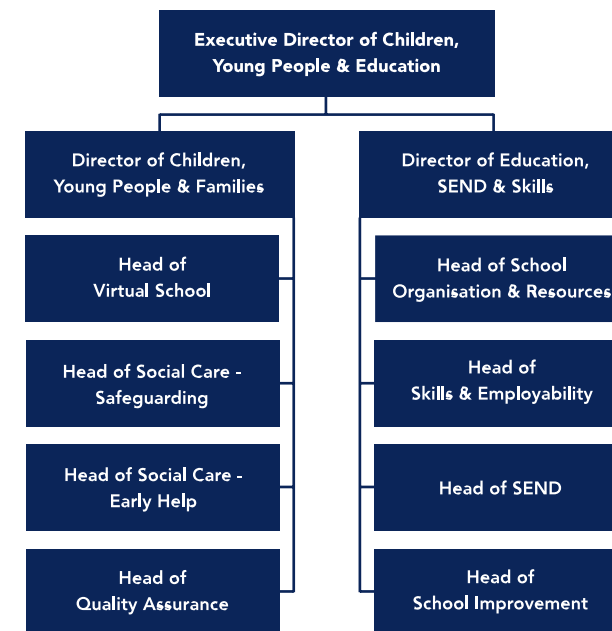 Executive Director of Children,
Young People & Education
Director of Children,
Young People & Families
Director of Education,
SEND & Skills
Head of
Virtual School
Head of School
Organisation & Resources
Head of Social Care -
Safeguarding
Head of
Skills & Employability
Head of Social Care -
Early Help
Head of SEND
Head of
Quality Assurance
Head of
School Improvement